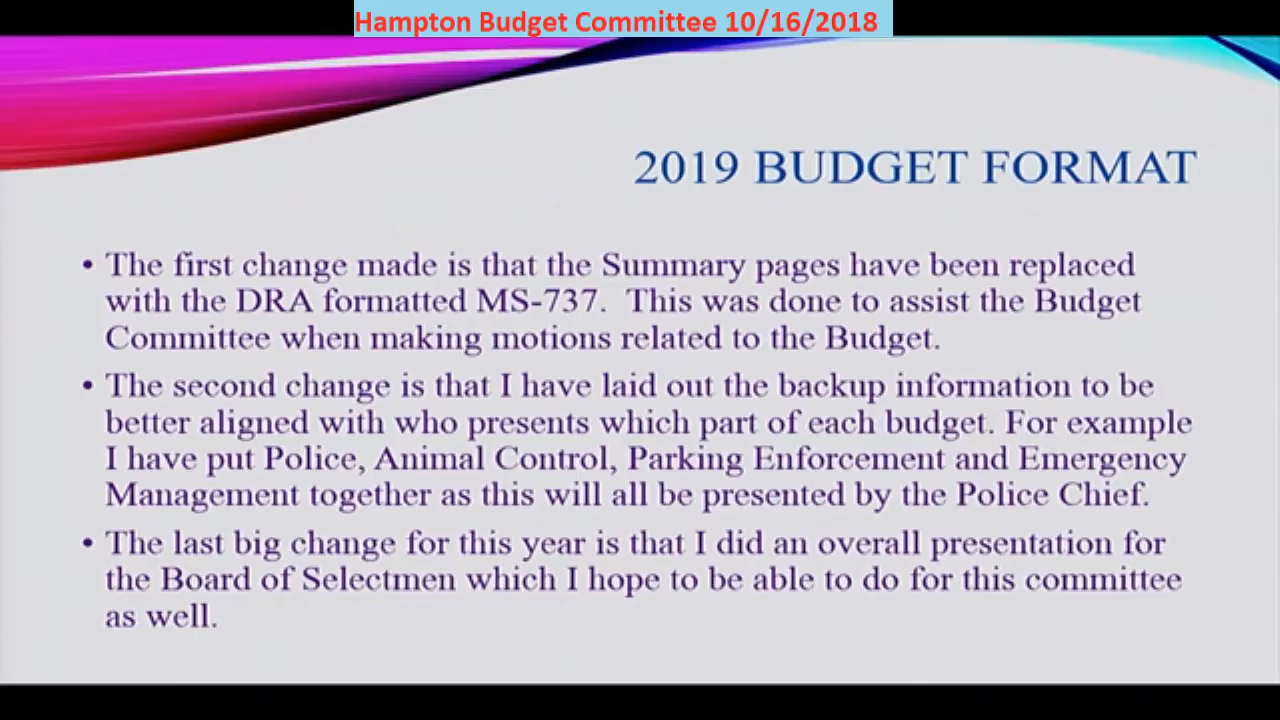 Hampton Budget Committee 10/16/2018
2019 BUDGET FORMAT
• The first change made is that the Summary pages have been replaced
with the DRA formatted MS-737.  This was done to assist the Budget
Committee when making motions related to the Budget.
• The second change is that I have laid out the backup information to be
better aligned with who presents which part of each budget. For example
I have put Police, Animal Control, Parking Enforcement and Emergency
Management together as this will all be presented by the Police Chief.
• The last big change for this year is that I did an overall presentation for
the Board of Selectmen which I hope to be able to do for this committee
as well.